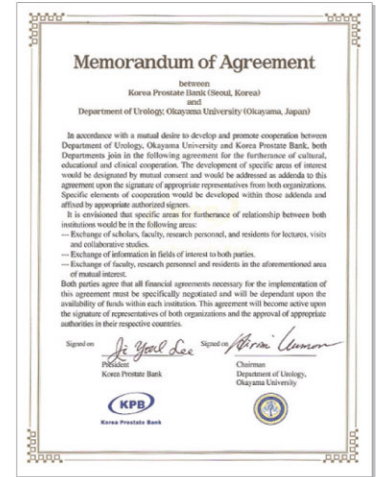 Memorandum of Agreement
between
Korea Prostate Bank (Seoul, Korea)
and
Department of Urology, Okayama University (Okayama, Japan)
In accordance with a mutual desire to develop and promote cooperation between
Department of Urology, Okayama University and Korea Prostate Bank, both
Departments join in the following agreement for the furtherance of cultural,
educational and clinical cooperation. The development of specific areas of interest
would be designated by mutual consent and would be addressed as addenda to this
agreement upon the signature of appropriate representatives from both organizations.
Specific elements of cooperation would be developed within those addenda and
affixed by appropriate authorized signers.
It is envisioned that specific areas for furtherance of relationship between both
institutions would be in the following areas:
— Exchange of scholars, faculty, research personnel, and residents for lectures, visits
and collaborative studies.
— Exchange of information in fields of interest to both parties.
— Exchange of faculty, research personnel and residents in the aforementioned area
of mutual interest.
Both parties agree that all financial agreements necessary for the implementation of
this agreement must be specifically negotiated and will be dependant upon the
availability of funds within each institution. This agreement will become active upon
the signature of representatives of both organizations and the approval of appropriate
authorities in their respective countries.
Signed on Ji Youl Lee Signed on
President Chairman
Korea Prostate Bank Department of Urology,
Okayama University
KPB
Korea Prostate Bank